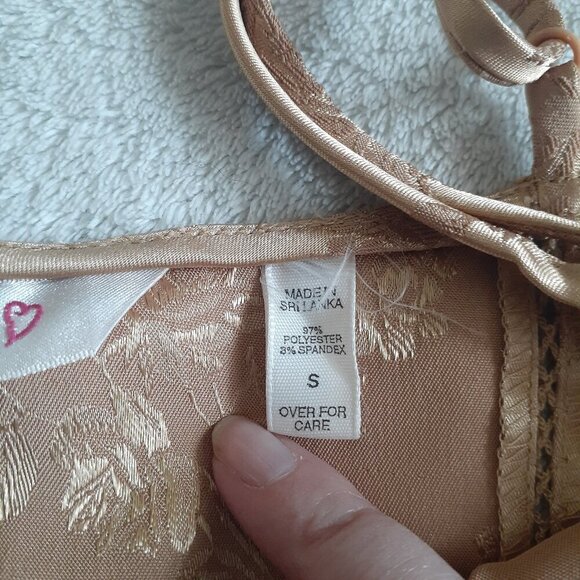 MADE IN
SRI LANKA
97%
POLYESTER
3% SPANDEX
S
OVER FOR
CARE